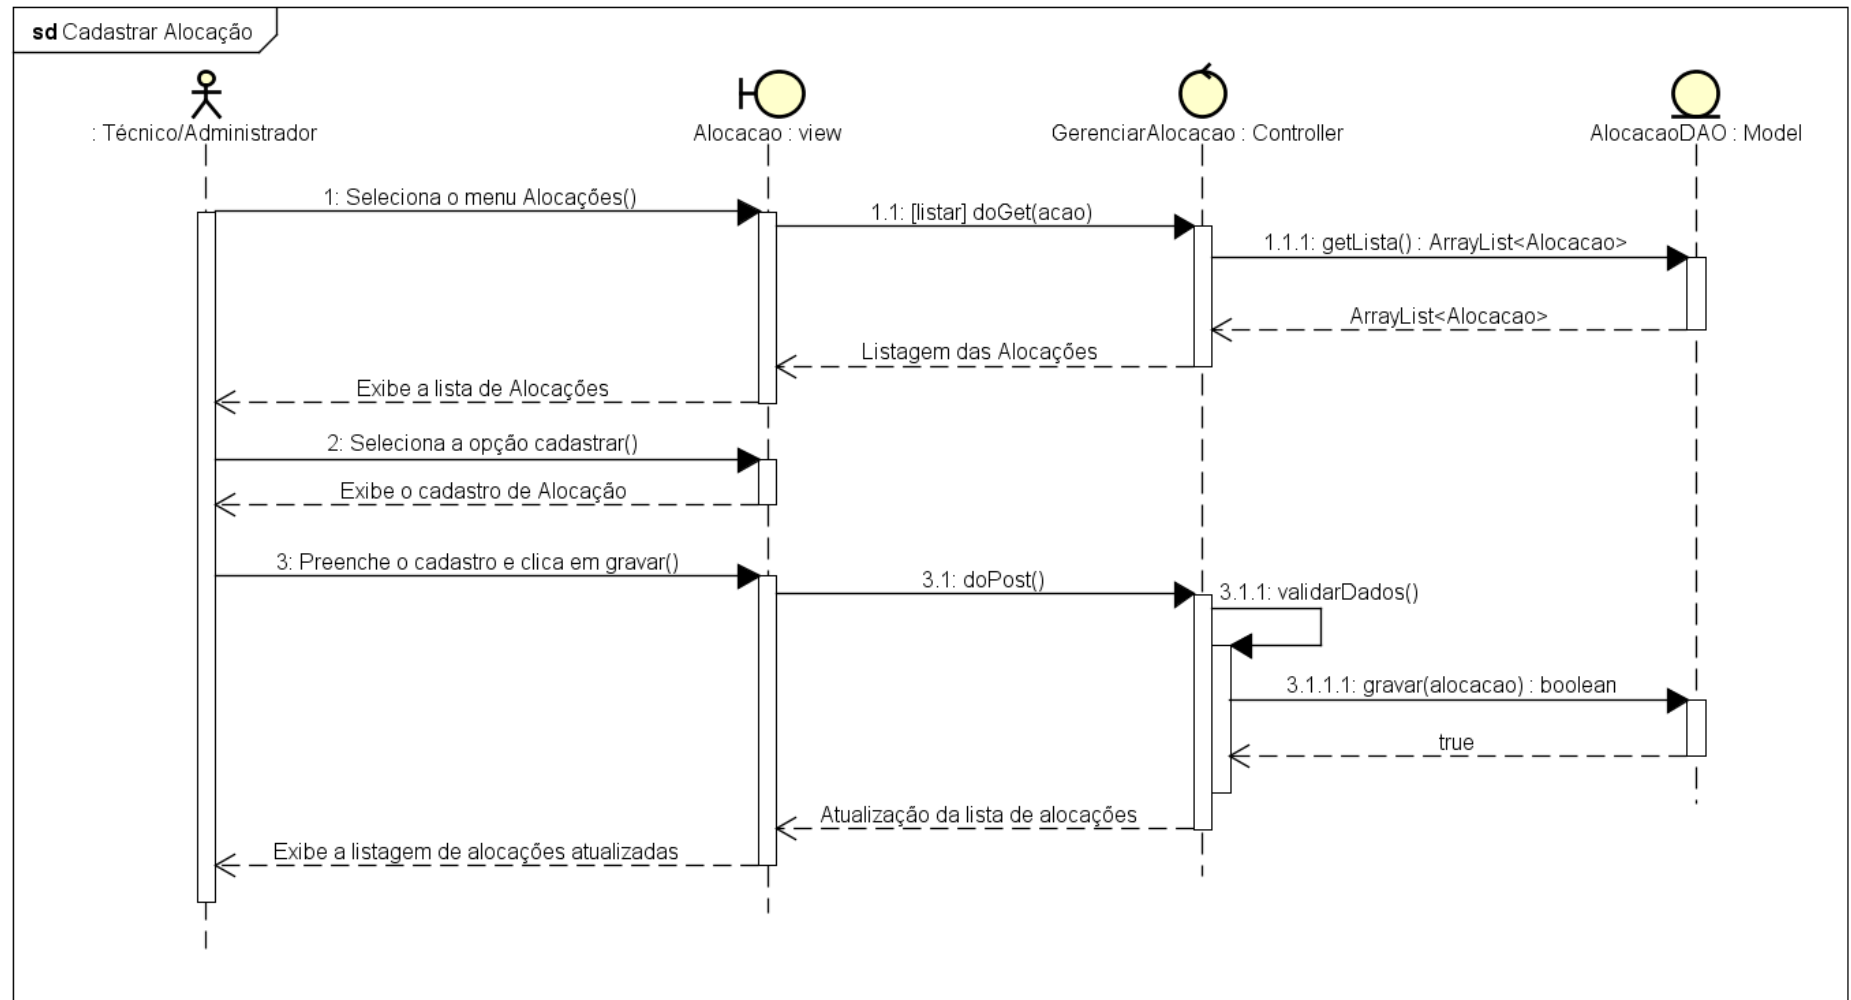 sd Cadastrar Alocação
: Técnico/Administrador
Alocacao : view
GerenciarAlocacao : Controller
AlocacaoDAO : Model
1: Seleciona o menu Alocações()
1.1: [listar] doGet(acao)
1.1.1: getLista() : ArrayList<Alocacao>
ArrayList<Alocacao>
Listagem das Alocações
Exibe a lista de Alocações
2: Seleciona a opção cadastrar()
Exibe o cadastro de Alocação
3: Preenche o cadastro e clica em gravar()
3.1: doPost()
3.1.1: validarDados()
3.1.1.1: gravar(alocacao) : boolean
true
Atualização da lista de alocações
Exibe a listagem de alocações atualizadas